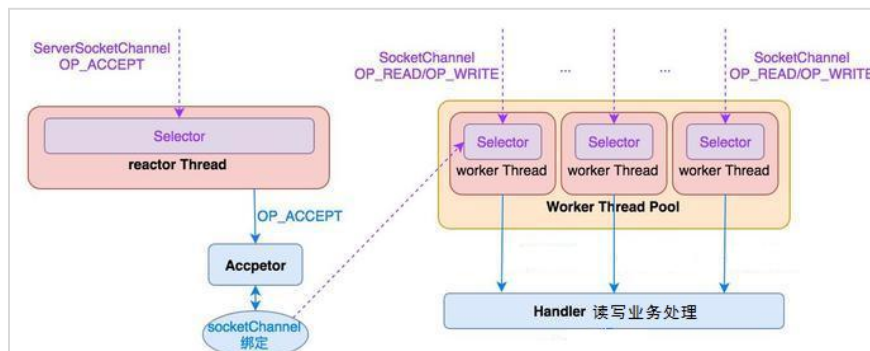 ServerSocketChannel
OP_ACCEPT
Selector
reactor Thread
OP_ACCEPT
Accpetor
socketChannel
绑定
SocketChannel
OP_READ/OP_WRITE
...
...
SocketChannel
OP_READ/OP_WRITE
Selector
worker Thread
Selector
worker Thread
Selector
worker Thread
Worker Thread Pool
Handler 读写业务处理